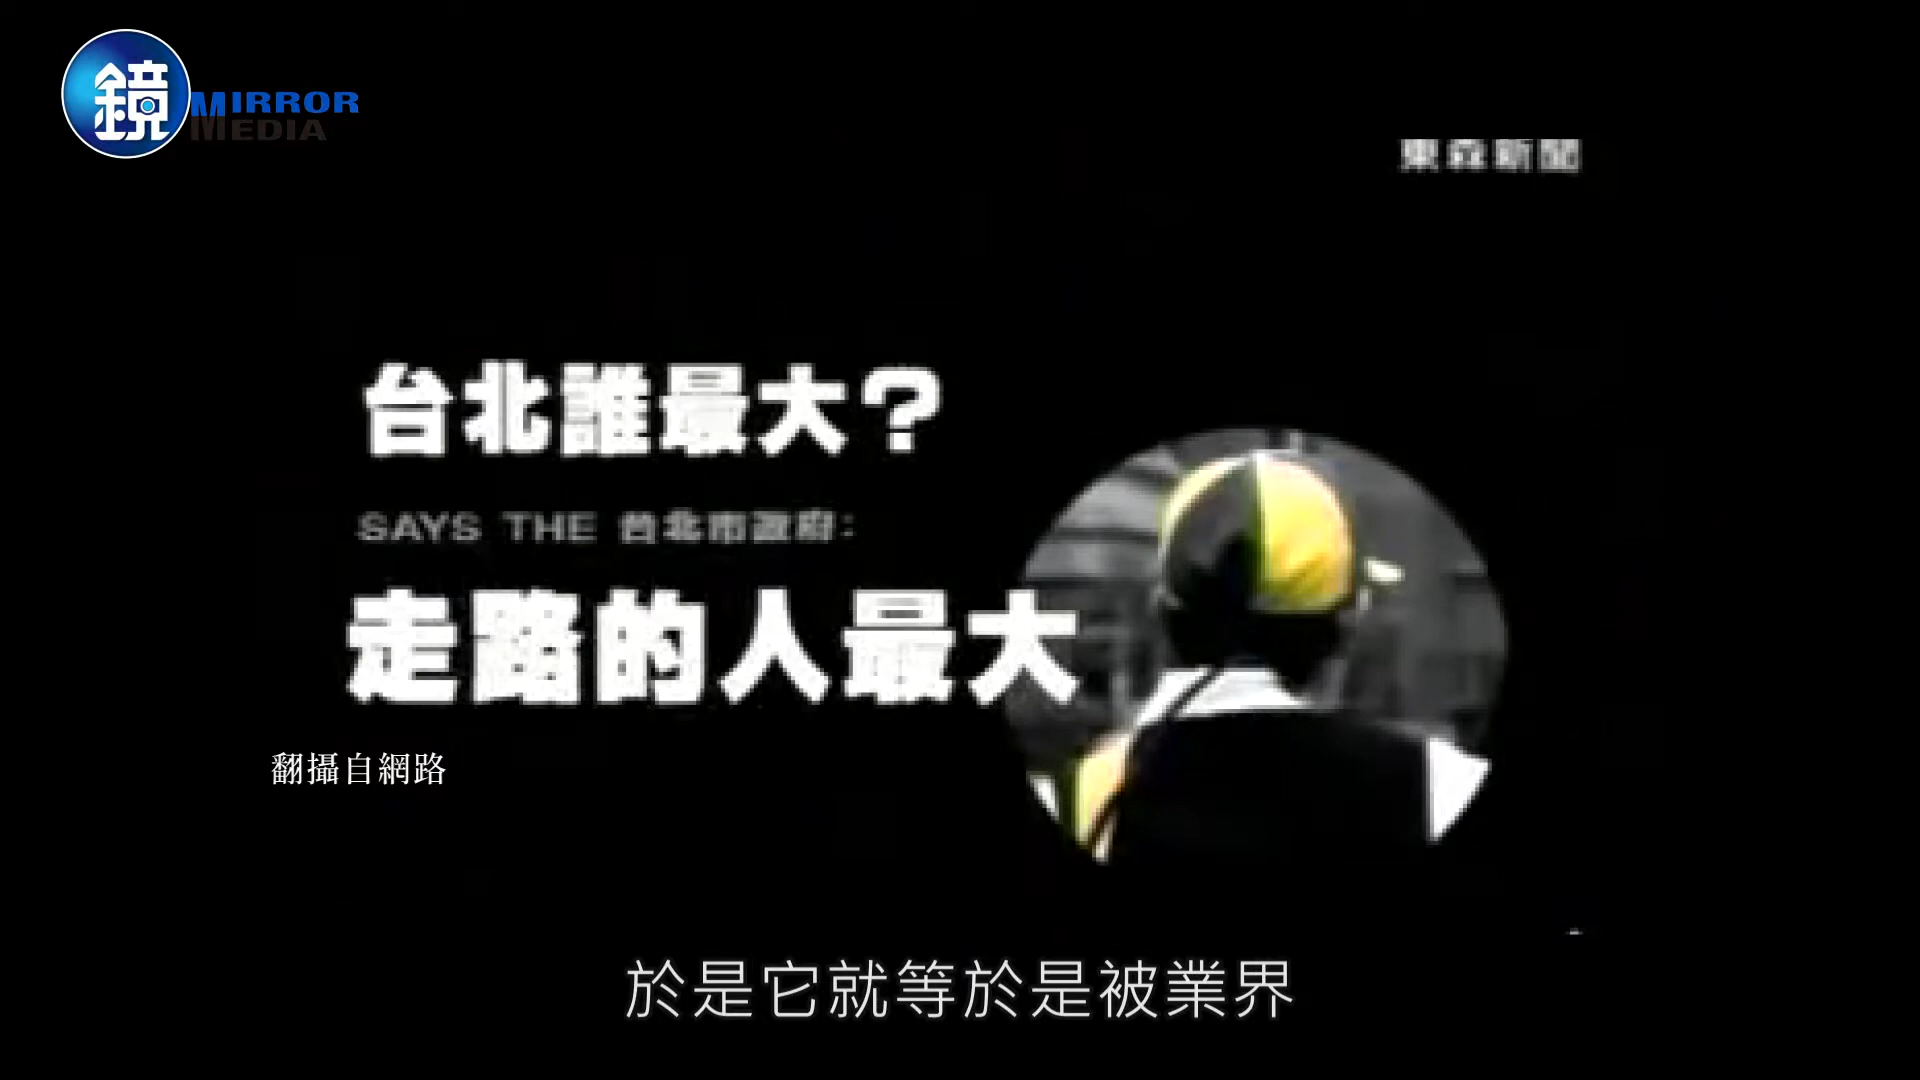 鏡 MIRROR
MEDIA
東森新聞
台北誰最大?
SAYS THE 台北市政府:
走路的人最大
翻攝自網路
於是它就等於是被業界